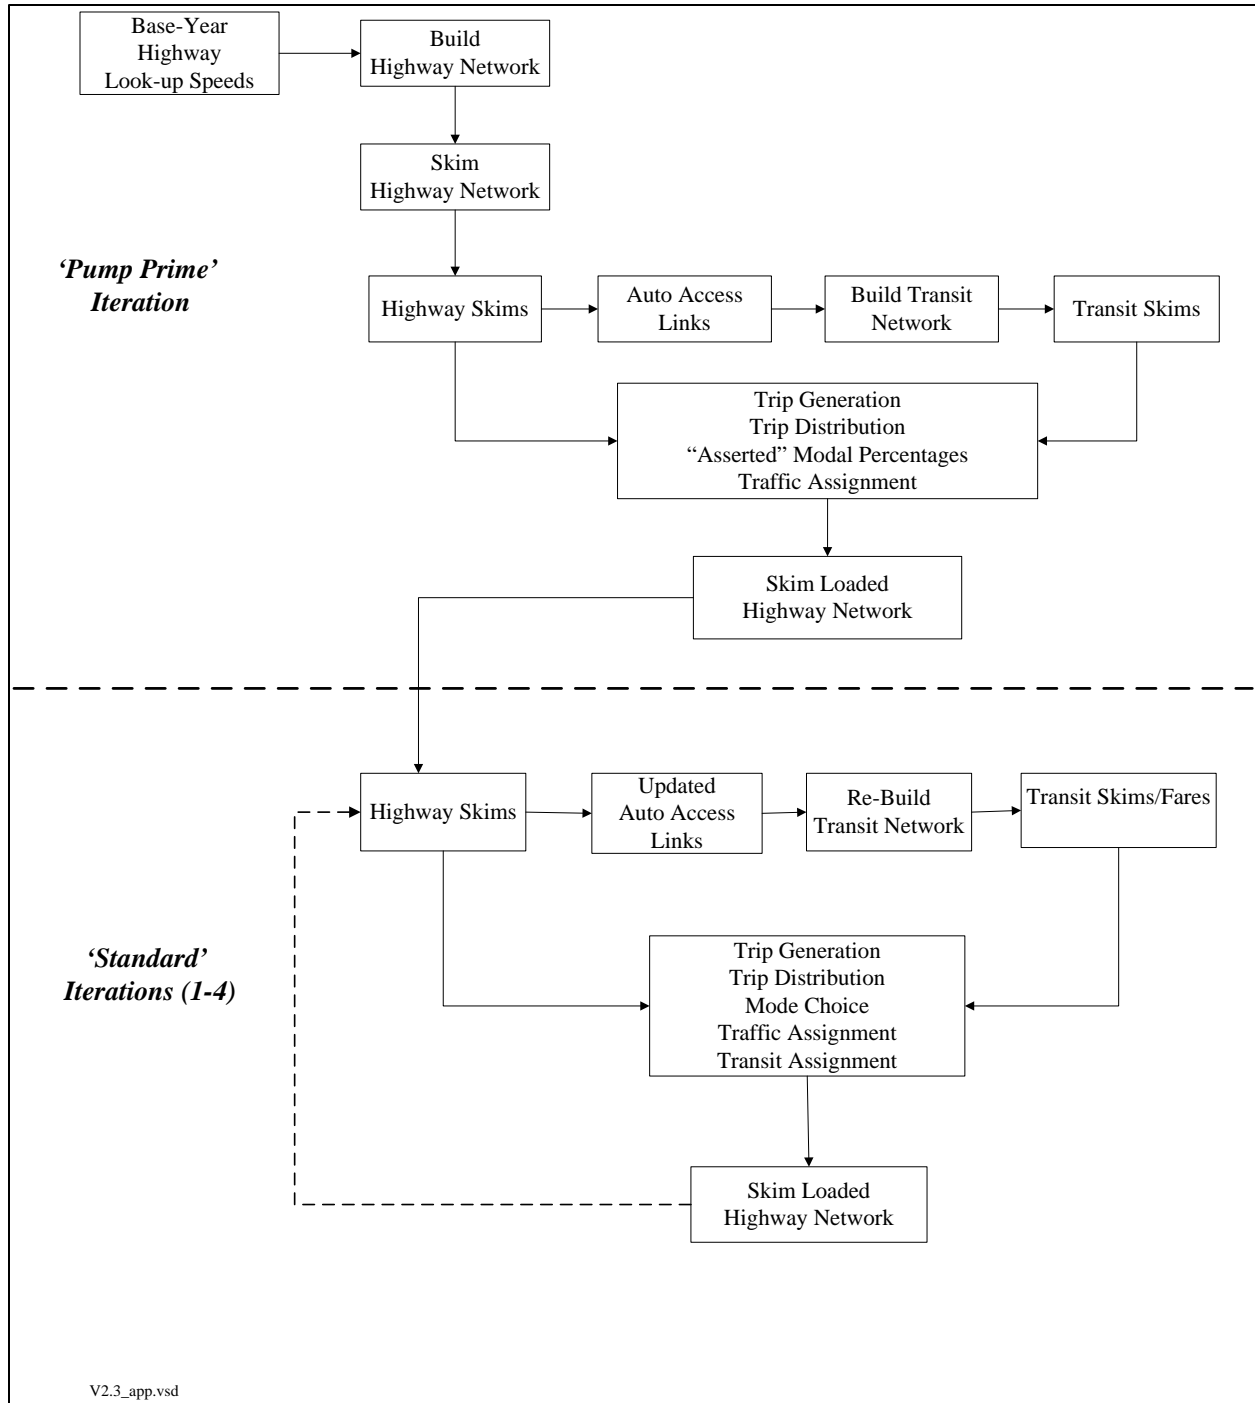 Base-Year
Highway
Look-up Speeds
Build
Highway Network
Skim
Highway Network
‘Pump Prime’
Iteration
Highway Skims
Auto Access
Links
Build Transit
Network
Transit Skims
Trip Generation
Trip Distribution
“Asserted” Modal Percentages
Traffic Assignment
Skim Loaded
Highway Network
Highway Skims
Updated
Auto Access
Links
Re-Build
Transit Network
Transit Skims/Fares
‘Standard’
Iterations (1-4)
Trip Generation
Trip Distribution
Mode Choice
Traffic Assignment
Transit Assignment
Skim Loaded
Highway Network
V2.3_app.vsd